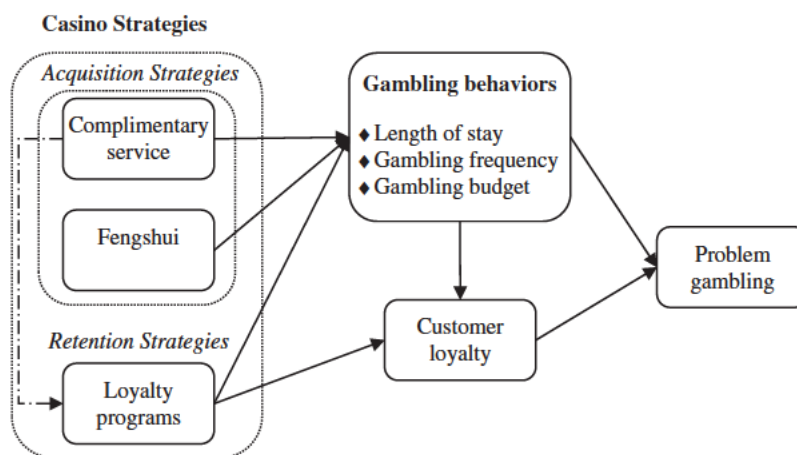 Casino Strategies
Acquisition Strategies
Complimentary
service
Fengshui
Retention Strategies
Loyalty
programs
Gambling behaviors
♦ Length of stay
♦ Gambling frequency
♦ Gambling budget
Customer
loyalty
Problem
gambling